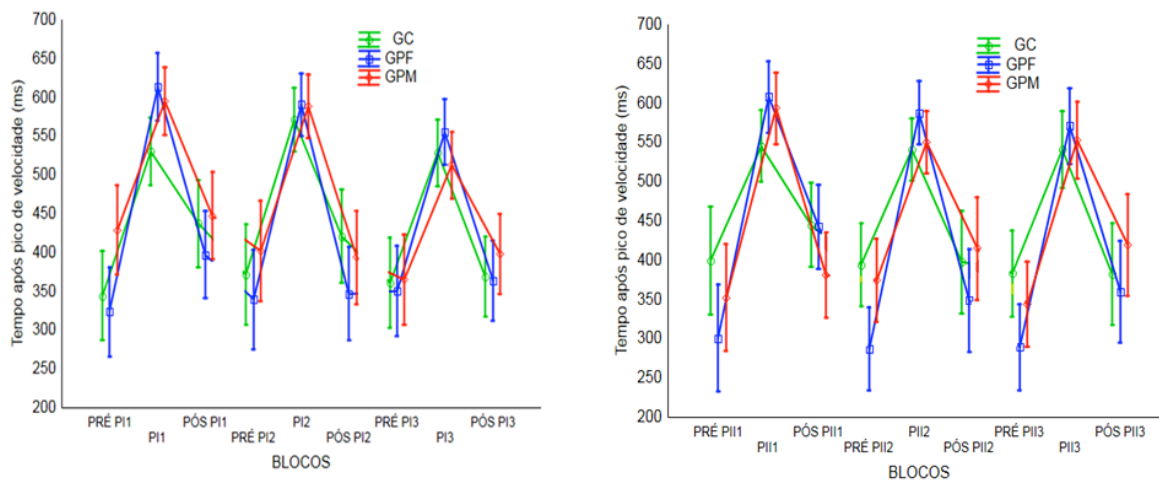 Tempo após pico de velocidade (ms)
700
650
600
550
500
450
400
350
300
250
200
GC
GPF
GPM
PRÉ PI1
PI1
PÓS PI1
PRÉ PI2
PI2
PÓS PI2
PRÉ PI3
PI3
PÓS PI3
BLOCOS
Tempo após pico de velocidade (ms)
700
650
600
550
500
450
400
350
300
250
200
GC
GPF
GPM
PRÉ PII1
PII1
PÓS PII1
PRÉ PII2
PII2
PÓS PII2
PRÉ PII3
PII3
PÓS PII3
BLOCOS